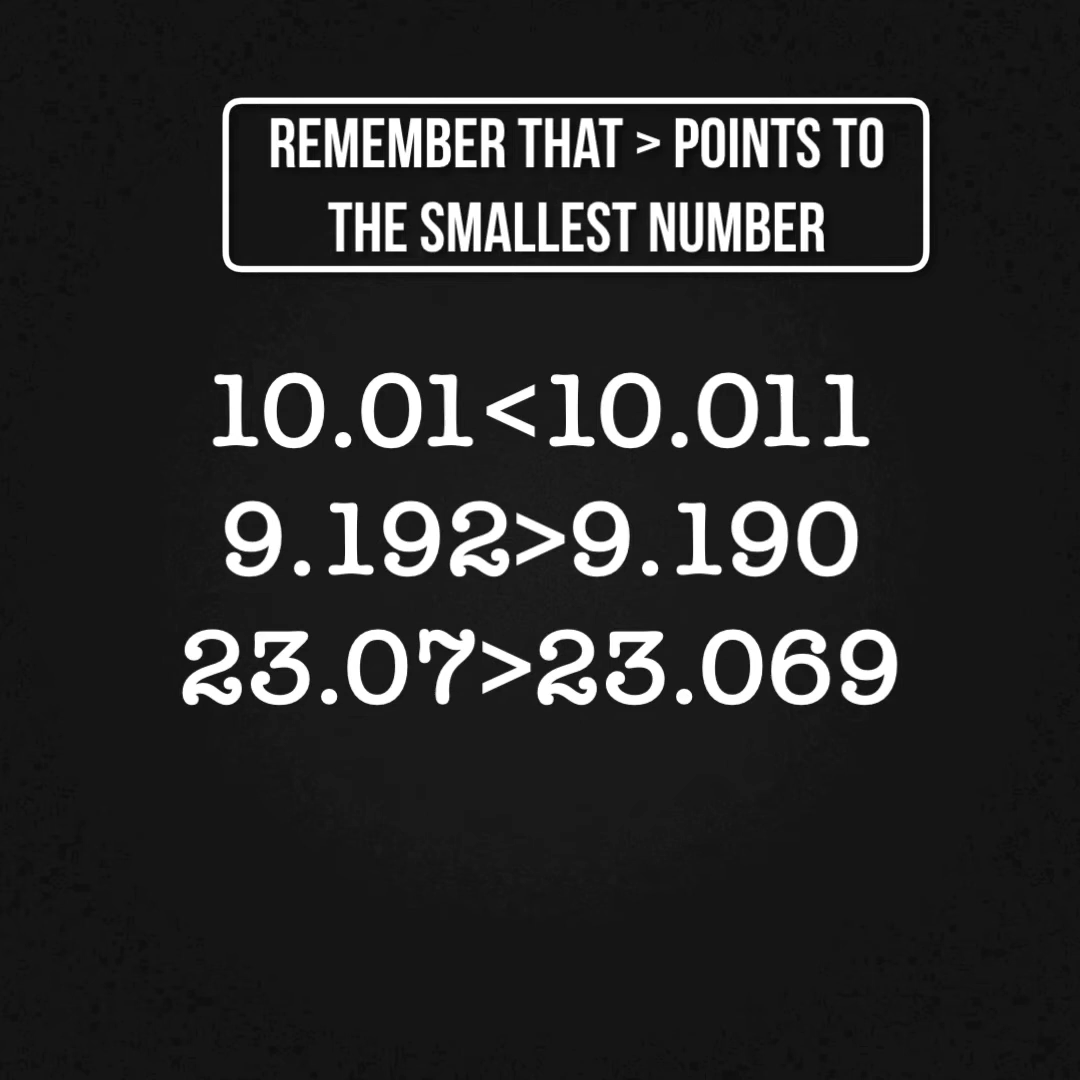 REMEMBER THAT > POINTS TO
THE SMALLEST NUMBER
10.01<10.011
9.192>9.190
23.07>23.069